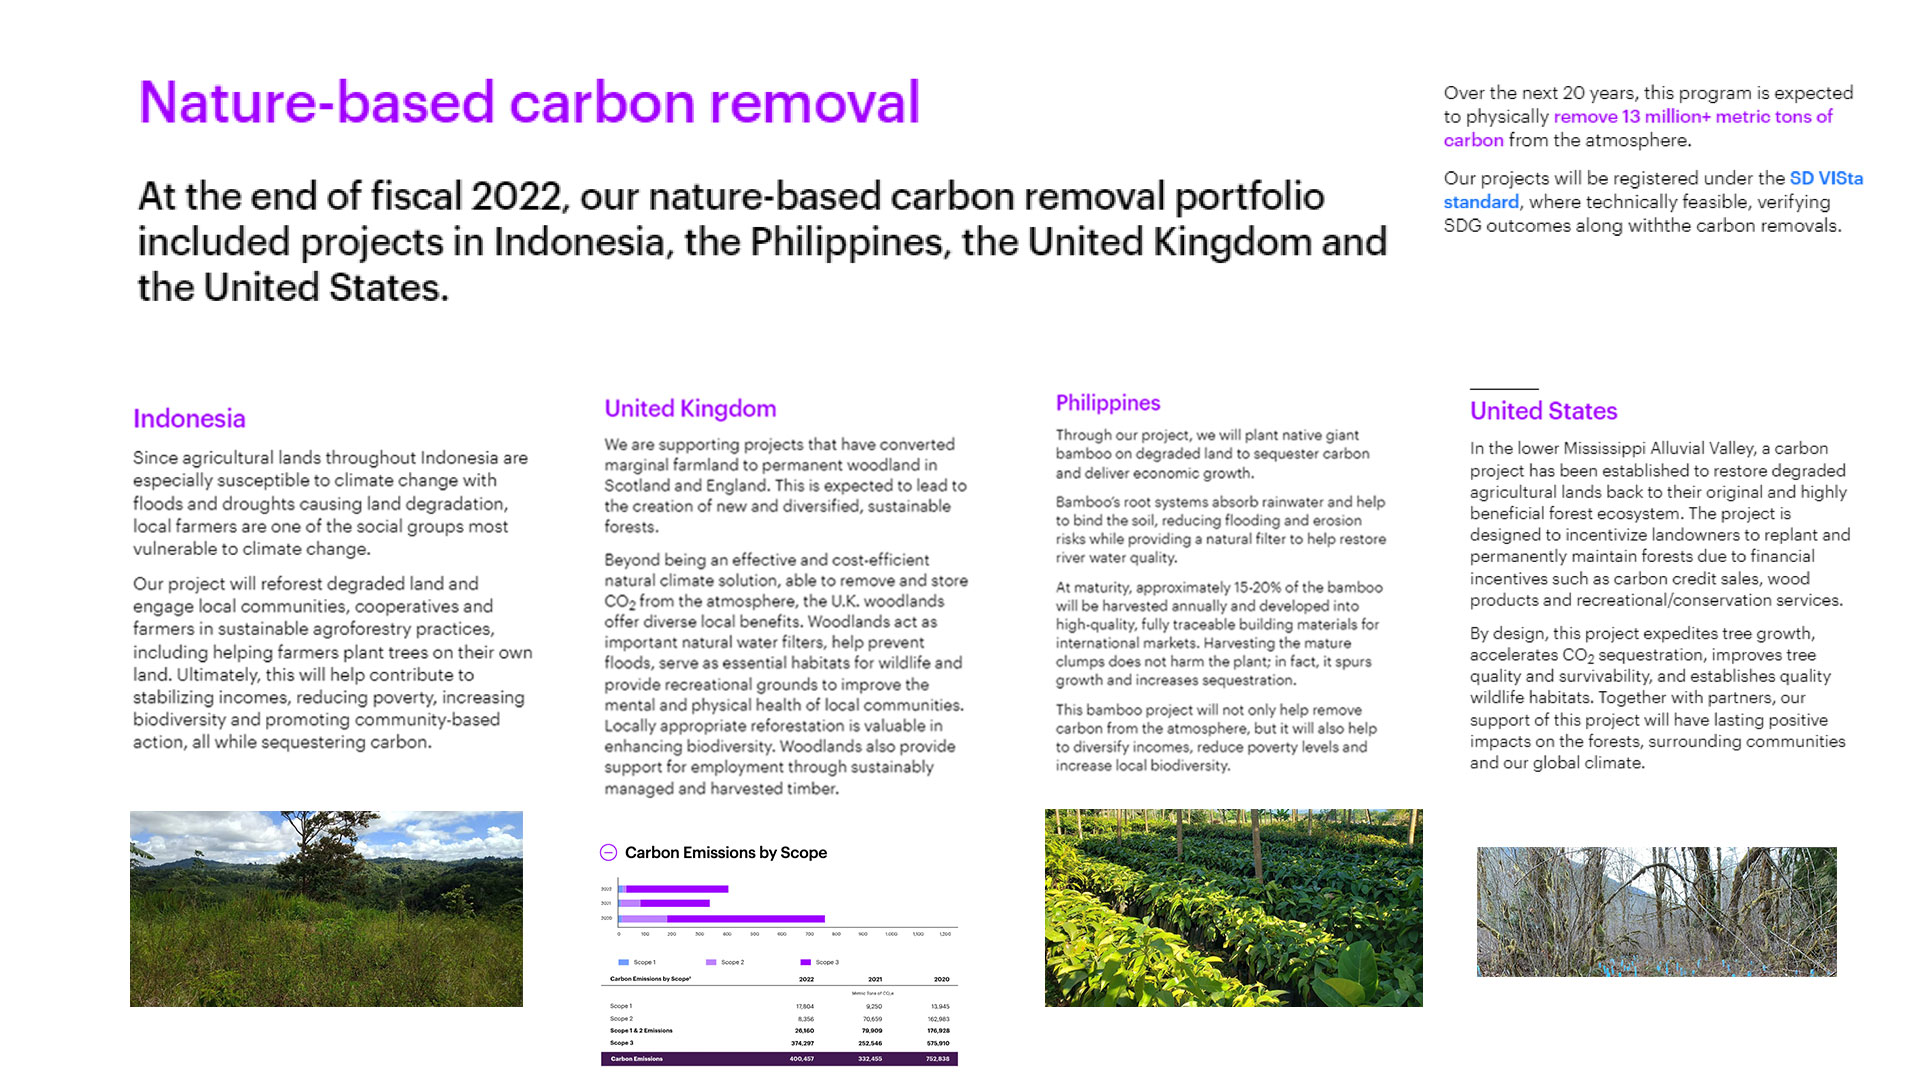 Nature-based carbon removal
At the end of fiscal 2022, our nature-based carbon removal portfolio
included projects in Indonesia, the Philippines, the United Kingdom and
the United States.
Over the next 20 years, this program is expected
to physically remove 13 million+ metric tons of
carbon from the atmosphere.
Our projects will be registered under the SD VISta
standard, where technically feasible, verifying
SDG outcomes along withthe carbon removals.
Indonesia
Since agricultural lands throughout Indonesia are
especially susceptible to climate change with
floods and droughts causing land degradation,
local farmers are one of the social groups most
vulnerable to climate change.
Our project will reforest degraded land and
engage local communities, cooperatives and
farmers in sustainable agroforestry practices,
including helping farmers plant trees on their own
land. Ultimately, this will help contribute to
stabilizing incomes, reducing poverty, increasing
biodiversity and promoting community-based
action, all while sequestering carbon.
United Kingdom
We are supporting projects that have converted
marginal farmland to permanent woodland in
Scotland and England. This is expected to lead to
the creation of new and diversified, sustainable
forests.
Beyond being an effective and cost-efficient
natural climate solution, able to remove and store
CO2 from the atmosphere, the U.K. woodlands
offer diverse local benefits. Woodlands act as
important natural water filters, help prevent
floods, serve as essential habitats for wildlife and
provide recreational grounds to improve the
mental and physical health of local communities.
Locally appropriate reforestation is valuable in
enhancing biodiversity. Woodlands also provide
support for employment through sustainably
managed and harvested timber.
Carbon Emissions by Scope
2022
2021
2020
0 100 200 300 400 500 600 700 800 900 1,000 1,100 1,200
Scope 1 Scope 2 Scope 3
Carbon Emissions by Scope¹ 2022 2021 2020
Metric Tons of CO₂e
Scope 1 17,804 9,250 13,945
Scope 2 8,356 70,659 162,983
Scope 1 & 2 Emissions 26,160 79,909 176,928
Scope 3 374,297 252,546 575,910
Carbon Emissions 400,457 332,455 752,838
Philippines
Through our project, we will plant native giant
bamboo on degraded land to sequester carbon
and deliver economic growth.
Bamboo's root systems absorb rainwater and help
to bind the soil, reducing flooding and erosion
risks while providing a natural filter to help restore
river water quality.
At maturity, approximately 15-20% of the bamboo
will be harvested annually and developed into
high-quality, fully traceable building materials for
international markets. Harvesting the mature
clumps does not harm the plant; in fact, it spurs
growth and increases sequestration.
This bamboo project will not only help remove
carbon from the atmosphere, but it will also help
to diversify incomes, reduce poverty levels and
increase local biodiversity.
United States
In the lower Mississippi Alluvial Valley, a carbon
project has been established to restore degraded
agricultural lands back to their original and highly
beneficial forest ecosystem. The project is
designed to incentivize landowners to replant and
permanently maintain forests due to financial
incentives such as carbon credit sales, wood
products and recreational/conservation services.
By design, this project expedites tree growth,
accelerates CO2 sequestration, improves tree
quality and survivability, and establishes quality
wildlife habitats. Together with partners, our
support of this project will have lasting positive
impacts on the forests, surrounding communities
and our global climate.